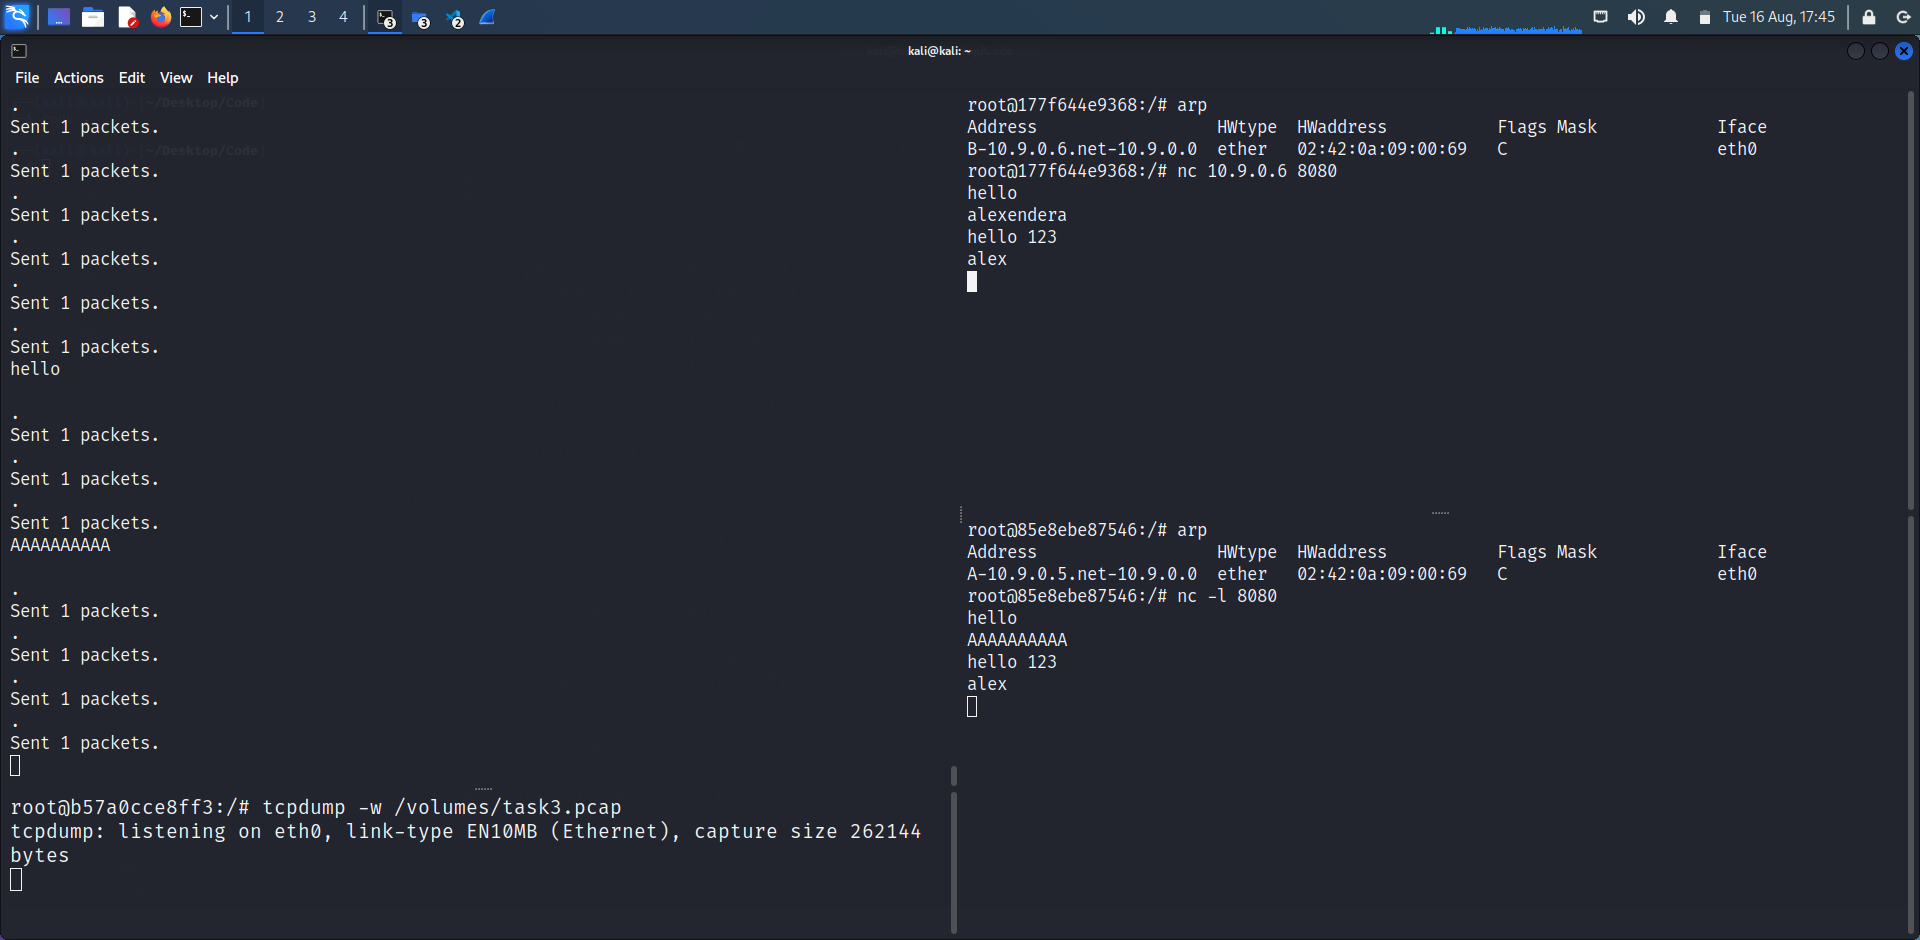 1 2 3 4 3 3 2 Tue 16 Aug, 17:45
kali@kali: ~
File Actions Edit View Help
.
Sent 1 packets.
.
Sent 1 packets.
.
Sent 1 packets.
.
Sent 1 packets.
.
Sent 1 packets.
.
Sent 1 packets.
hello
.
Sent 1 packets.
.
Sent 1 packets.
.
Sent 1 packets.
AAAAAAAAAA
.
Sent 1 packets.
.
Sent 1 packets.
.
Sent 1 packets.
.
Sent 1 packets.
root@b57a0cce8ff3:/# tcpdump -w /volumes/task3.pcap
tcpdump: listening on eth0, link-type EN10MB (Ethernet), capture size 262144
bytes
root@177f644e9368:/# arp
Address HWtype HWaddress Flags Mask Iface
B-10.9.0.6.net-10.9.0.0 ether 02:42:0a:09:00:69 C eth0
root@177f644e9368:/# nc 10.9.0.6 8080
hello
alexendera
hello 123
alex
root@85e8ebe87546:/# arp
Address HWtype HWaddress Flags Mask Iface
A-10.9.0.5.net-10.9.0.0 ether 02:42:0a:09:00:69 C eth0
root@85e8ebe87546:/# nc -l 8080
hello
AAAAAAAAAA
hello 123
alex